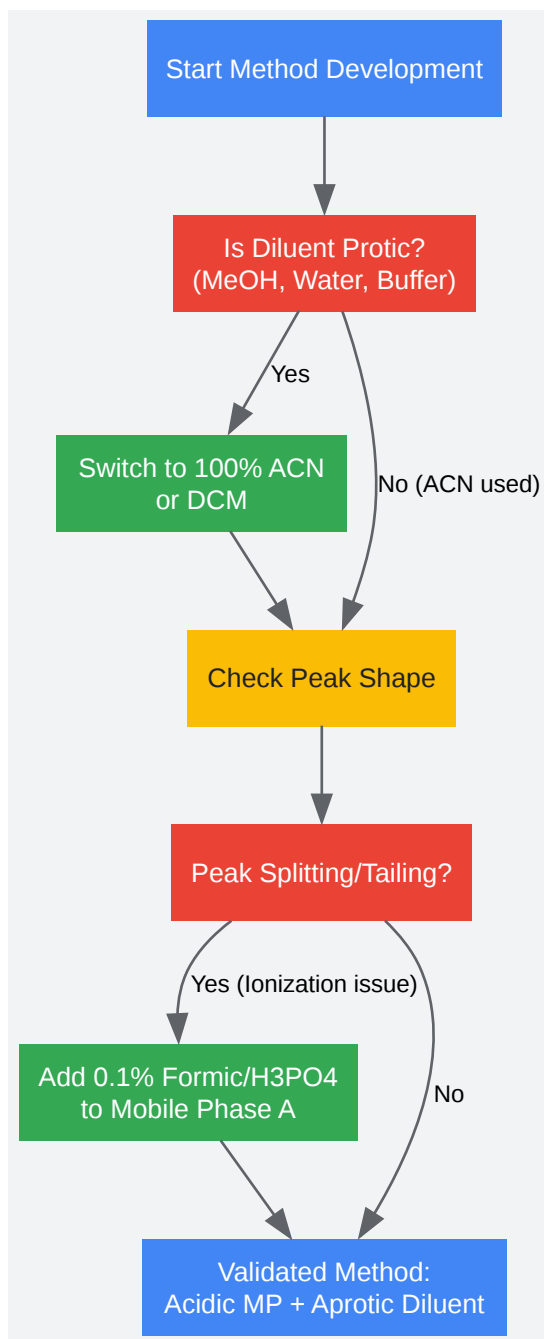 Start Method Development
Is Diluent Protic?
(MeOH, Water, Buffer)
Yes
Switch to 100% ACN
or DCM
No (ACN used)
Check Peak Shape
Peak Splitting/Tailing?
Yes (Ionization issue)
Add 0.1% Formic/H3PO4
to Mobile Phase A
No
Validated Method:
Acidic MP + Aprotic Diluent